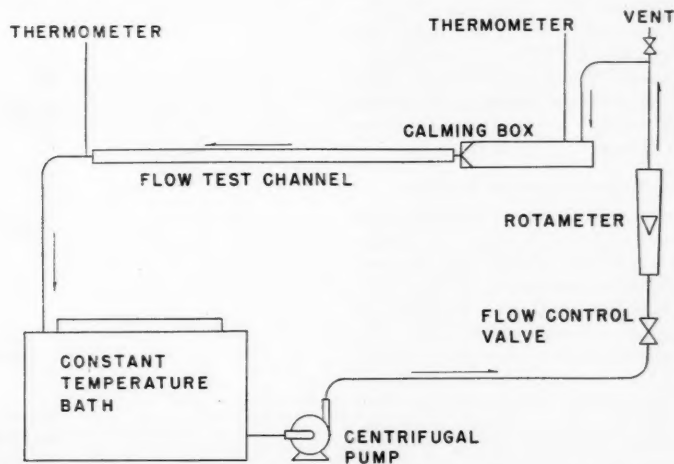 THERMOMETER
THERMOMETER
VENT
CALMING BOX
FLOW TEST CHANNEL
ROTAMETER
FLOW CONTROL
VALVE
CONSTANT
TEMPERATURE
BATH
CENTRIFUGAL
PUMP